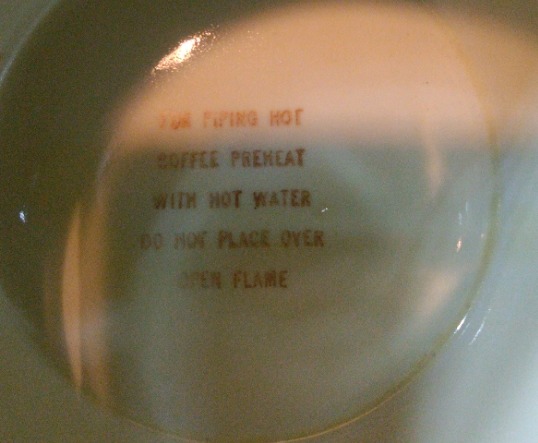 FOR PIPING HOT
COFFEE PREHEAT
WITH HOT WATER
DO NOT PLACE OVER
OPEN FLAME